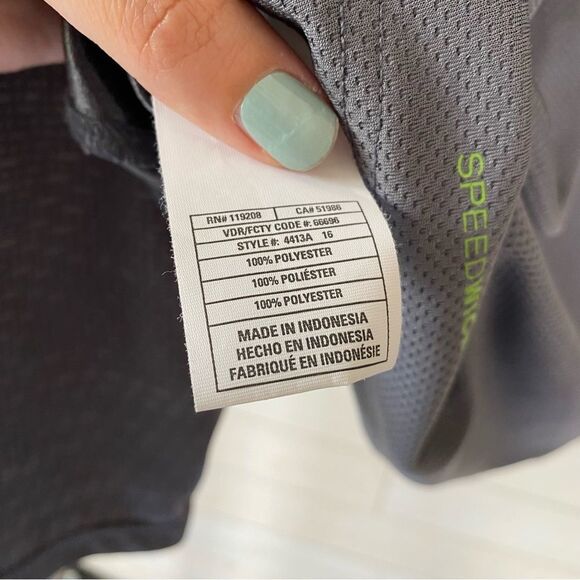 RN# 119208 CA# 51986
VDR/FCTY CODE #: 66696
STYLE #: 4413A 16
100% POLYESTER
100% POLIÉSTER
100% POLYESTER
MADE IN INDONESIA
HECHO EN INDONESIA
FABRIQUÉ EN INDONÉSIE